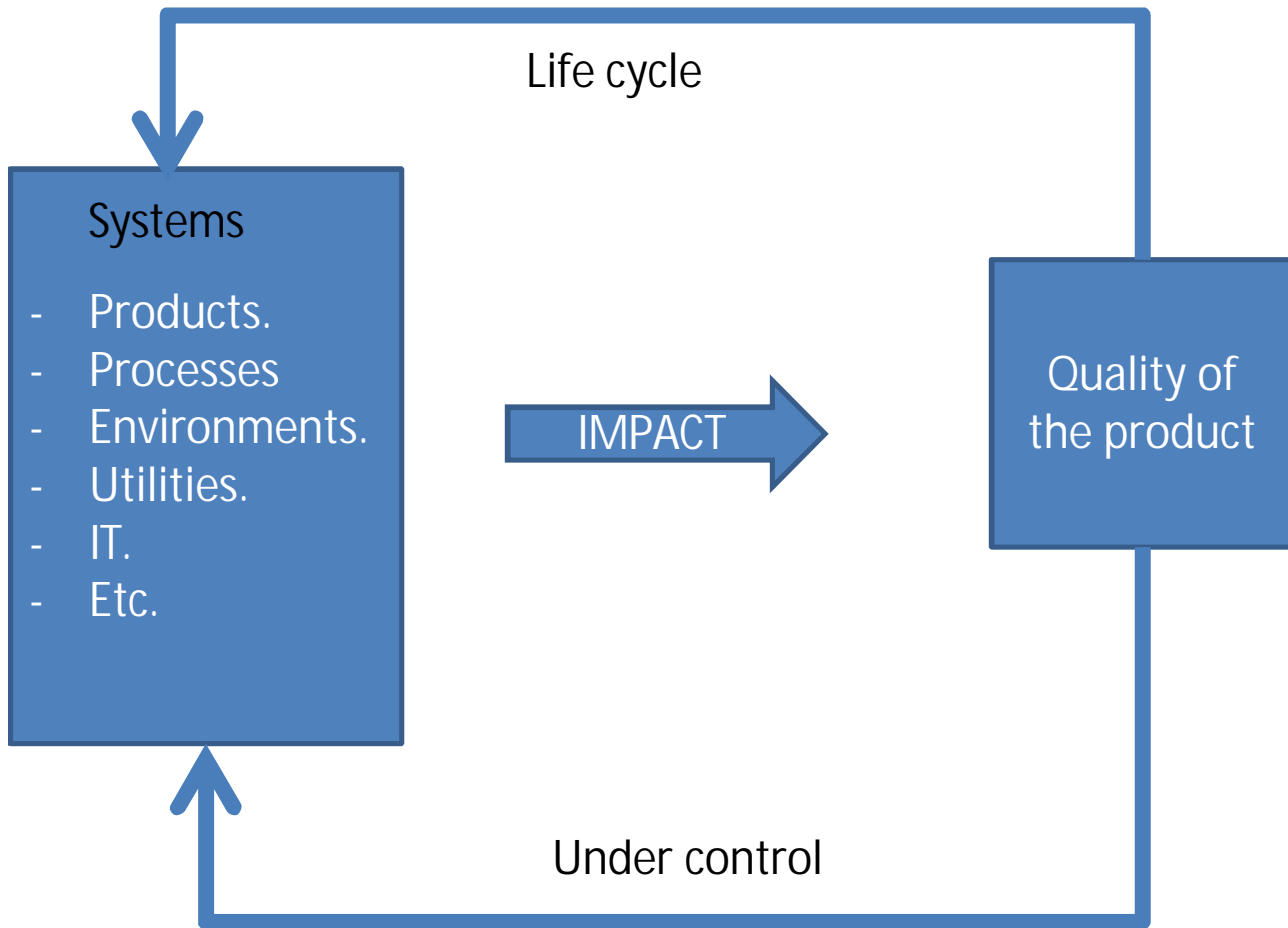 Life cycle
Systems
- Products.
- Processes
- Environments.
- Utilities.
- IT.
- Etc.
IMPACT
Quality of
the product
Under control